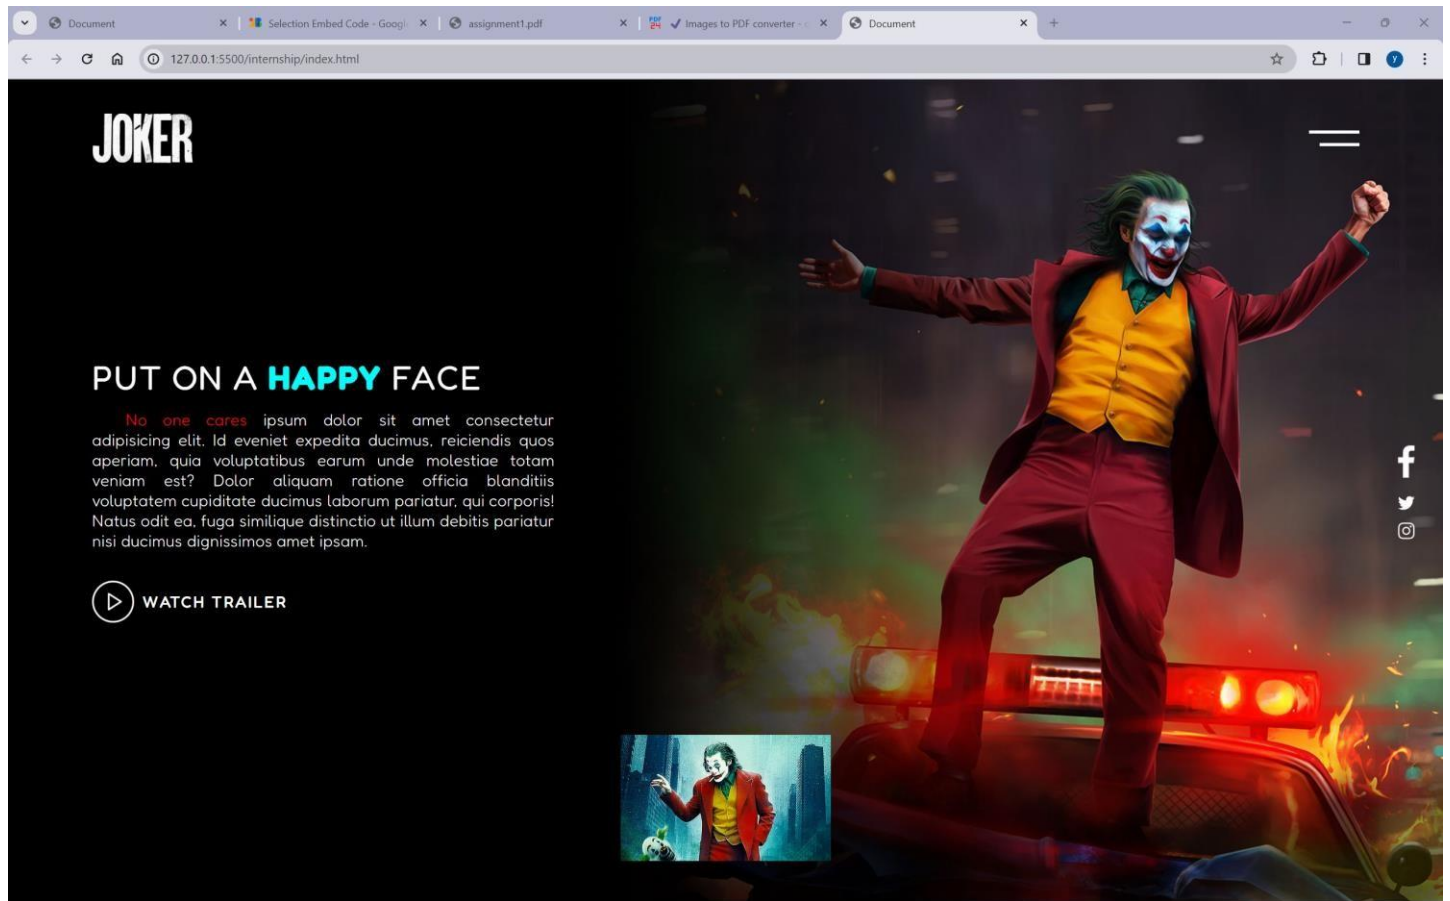 Document
Selection Embed Code - Googl
assignment1.pdf
Images to PDF converter -
Document
127.0.0.1:5500/internship/index.html
y
JOKER
PUT ON A HAPPY FACE
No one cares ipsum dolor sit amet consectetur
adipisicing elit. Id eveniet expedita ducimus, reiciendis quos
aperiam, quia voluptatibus earum unde molestiae totam
veniam est? Dolor aliquam ratione officia blanditiis
voluptatem cupiditate ducimus laborum pariatur, qui corporis!
Natus odit ea, fuga similique distinctio ut illum debitis pariatur
nisi ducimus dignissimos amet ipsam.
WATCH TRAILER